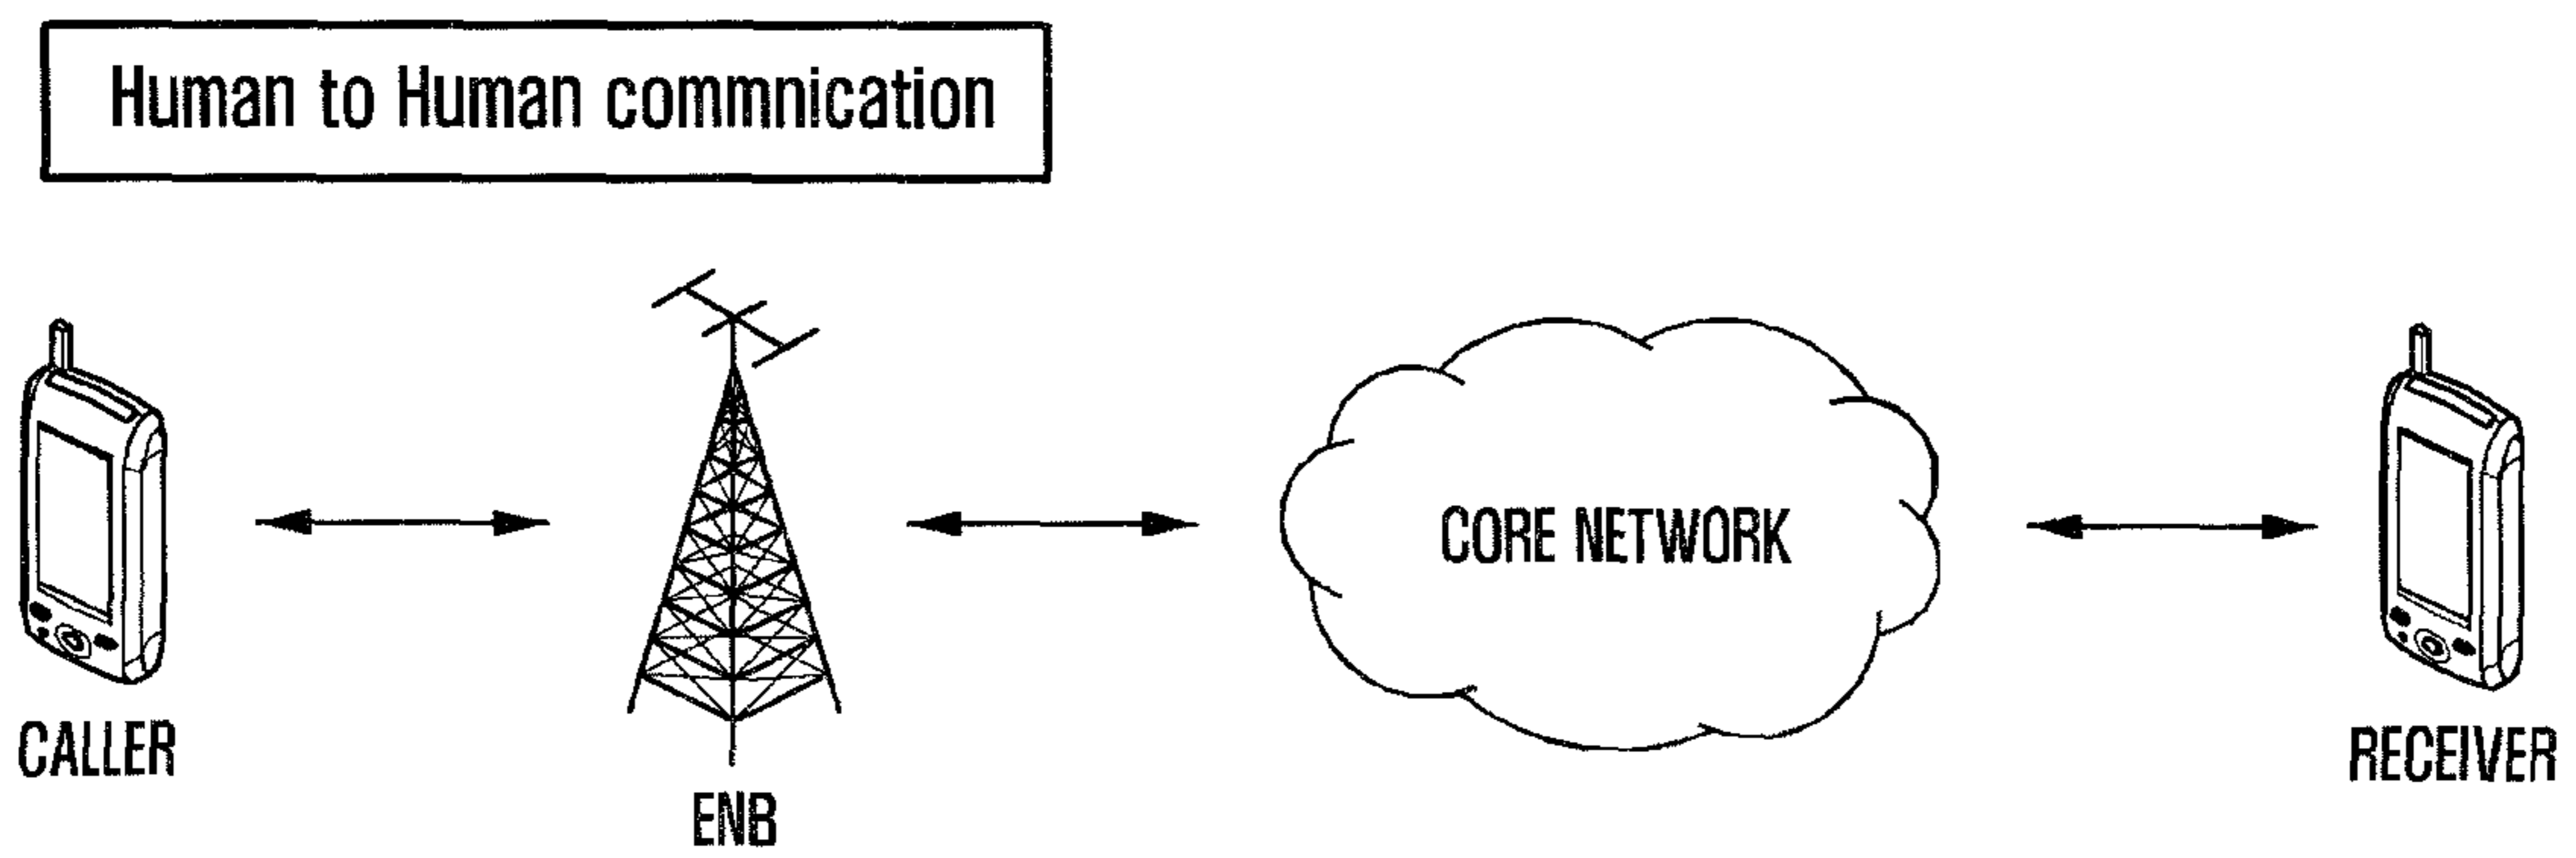 Human to Human commnication
CORE NETWORK
CALLER
RECEIVER
ENB